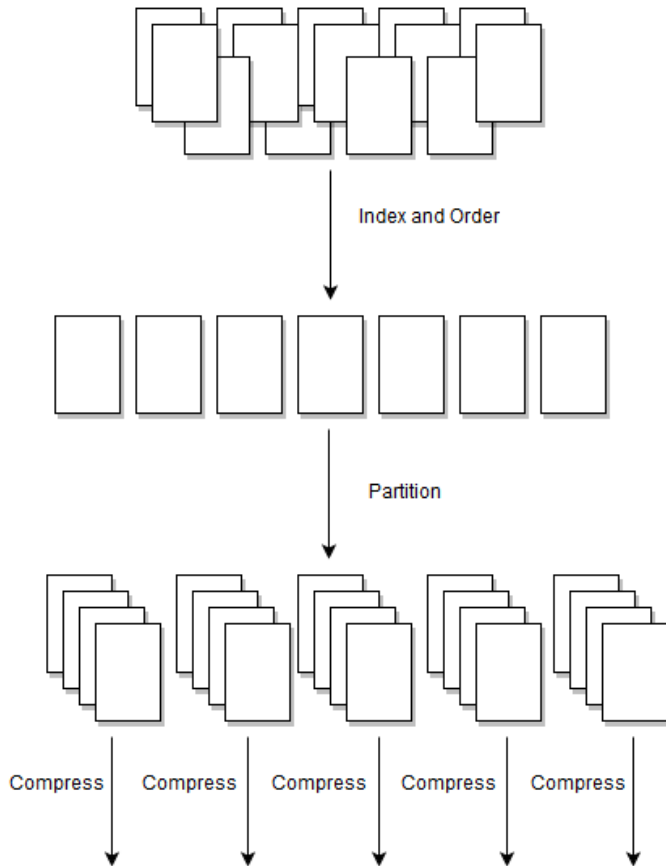 Index and Order
Partition
Compress
Compress
Compress
Compress
Compress